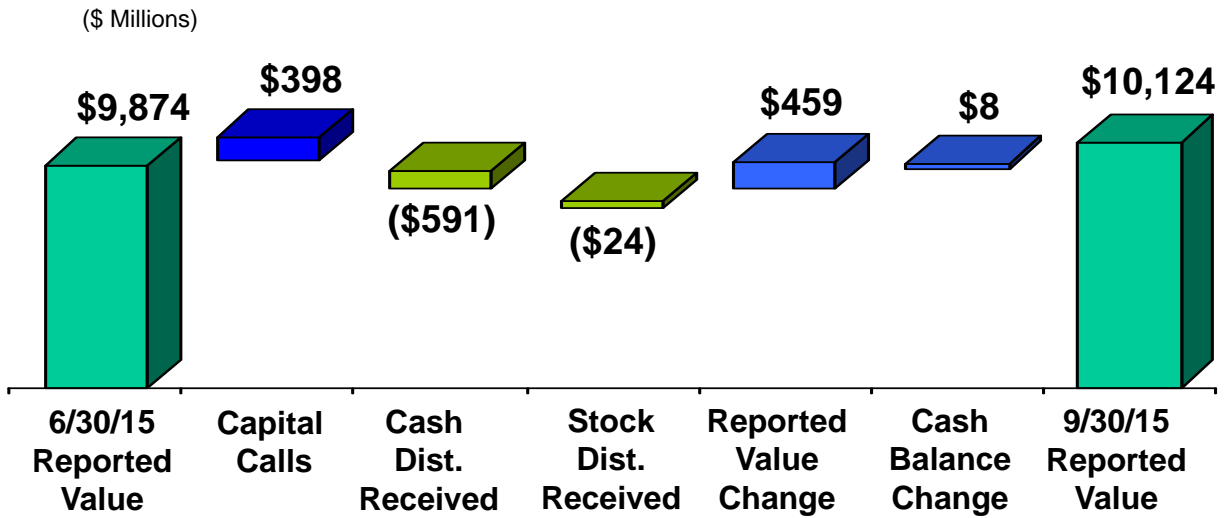 ($ Millions)
$9,874
$398
($591)
($24)
$459
$8
$10,124
6/30/15
Reported
Value
Capital
Calls
Cash
Dist.
Received
Stock
Dist.
Received
Reported
Value
Change
Cash
Balance
Change
9/30/15
Reported
Value